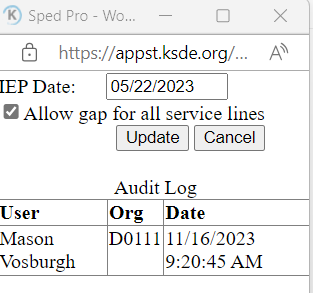 Sped Pro - Wo...
https://appst.ksde.org/...
IEP Date: 05/22/2023
Allow gap for all service lines
Update Cancel
Audit Log
User Org Date
Mason Vosburgh D0111 11/16/2023 9:20:45 AM